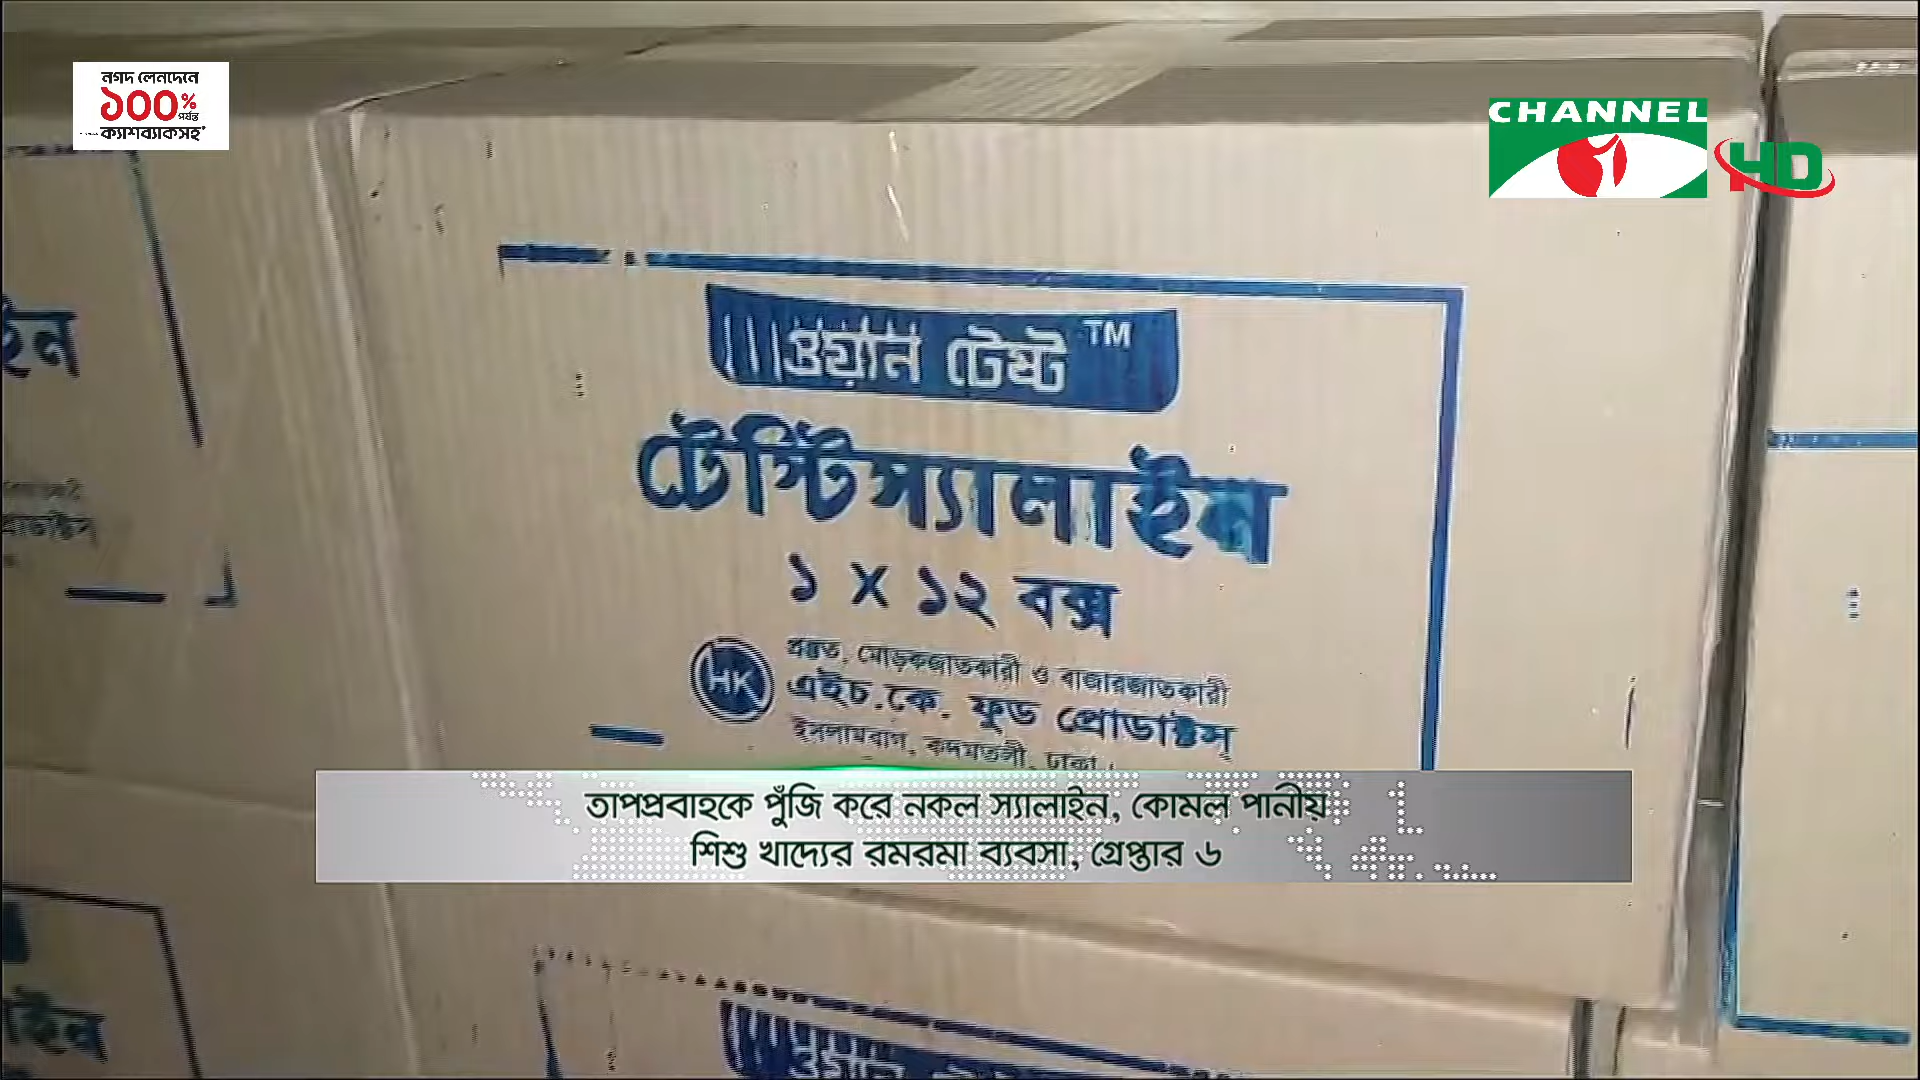 নগদ লেনদেনে
১০০%
পর্যন্ত
ক্যাশব্যাকসহ*
CHANNEL
HD
ওয়ান টেষ্ট TM
টেস্টিস্যালাইন
১ X ১২ বক্স
HK
প্রস্তুত, মোড়কজাতকারী ও বাজারজাতকারী
এইচ.কে. ফুড প্রোডাক্টস্
ইসলামবাগ, কদমতলী, ঢাকা।
তাপপ্রবাহকে পুঁজি করে নকল স্যালাইন, কোমল পানীয়
শিশু খাদ্যের রমরমা ব্যবসা, গ্রেপ্তার ৬
ওয়ান